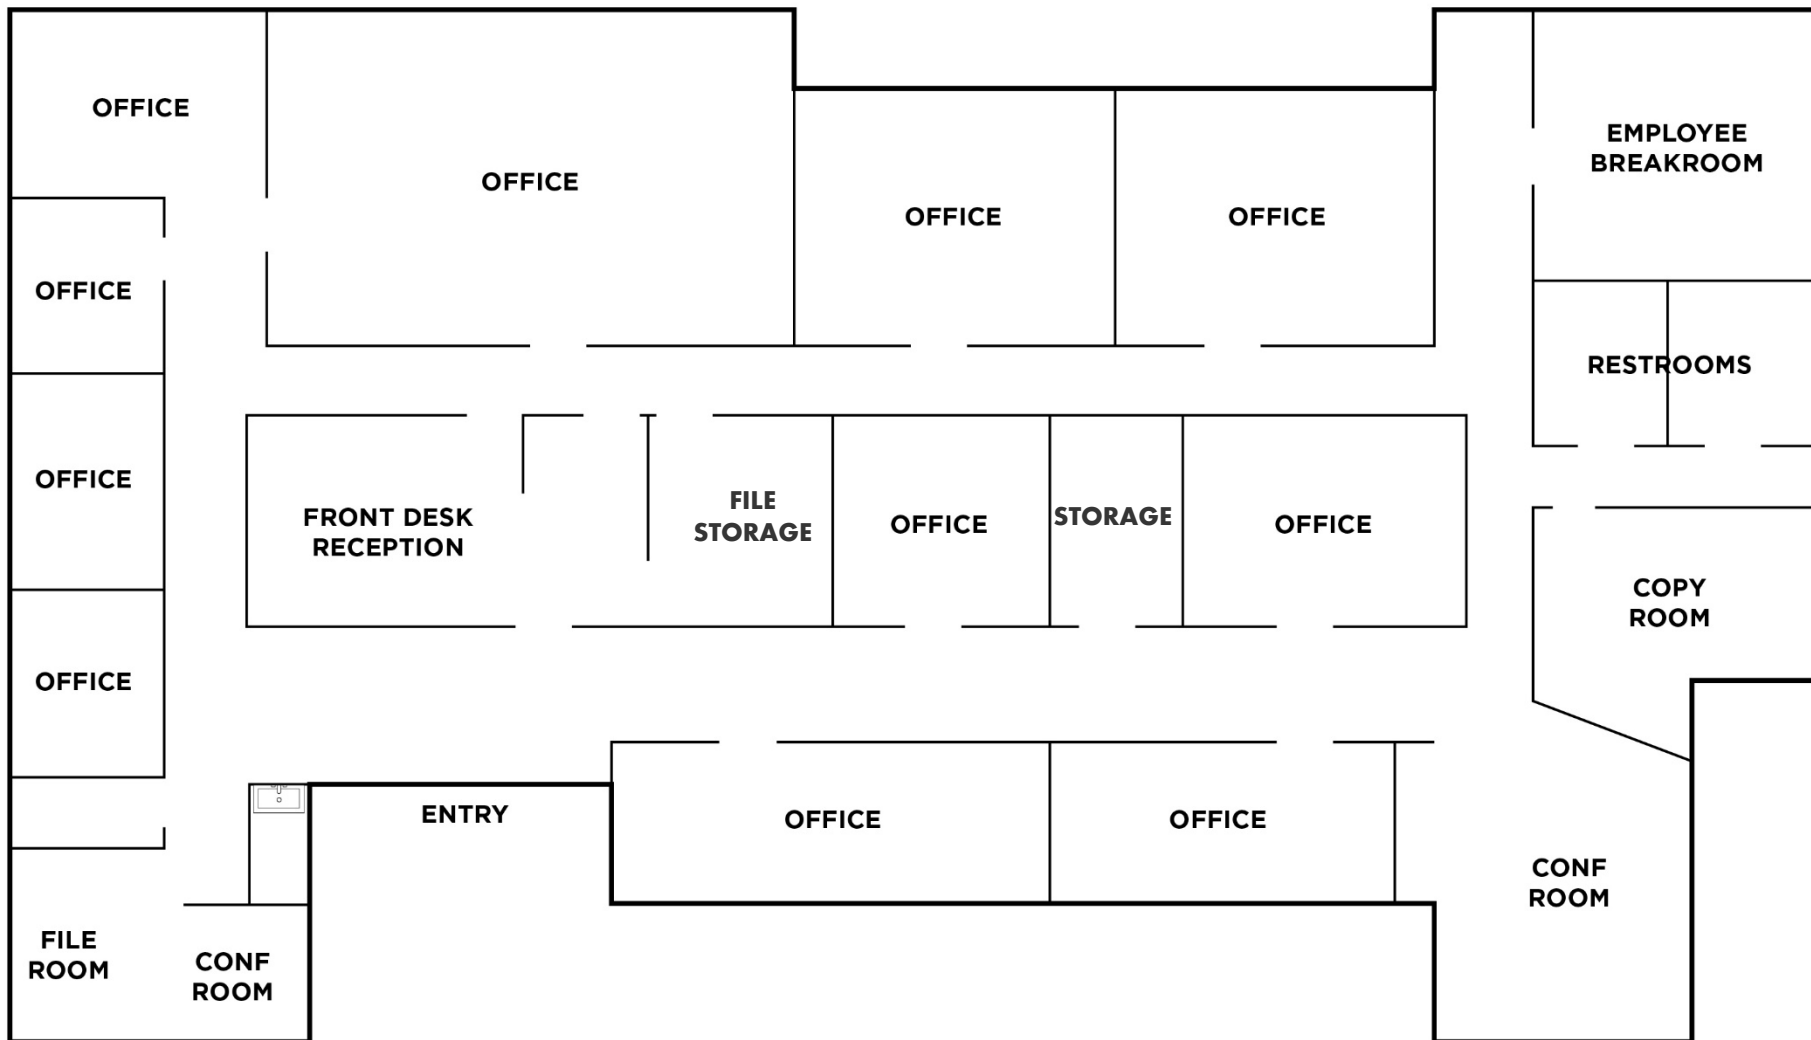 OFFICE
OFFICE
OFFICE
OFFICE
EMPLOYEE
BREAKROOM
OFFICE
RESTROOMS
OFFICE
FRONT DESK
RECEPTION
FILE
STORAGE
OFFICE
STORAGE
OFFICE
COPY
ROOM
OFFICE
ENTRY
OFFICE
OFFICE
CONF
ROOM
FILE
ROOM
CONF
ROOM